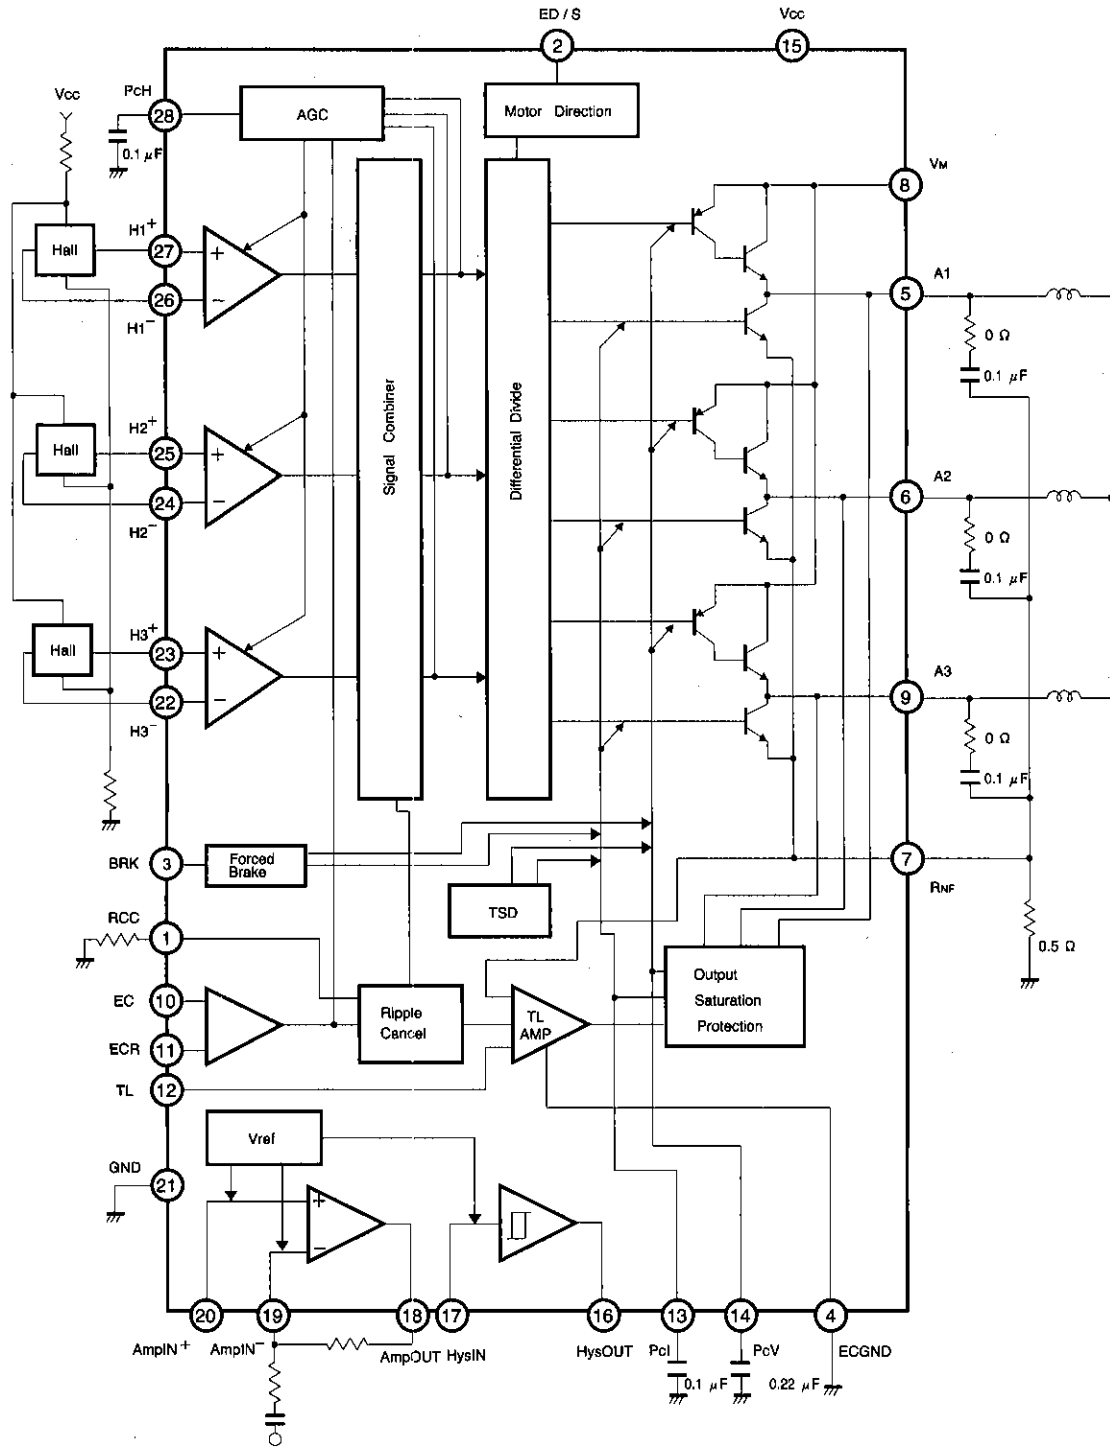 ED / S
Vcc
2
15
Vcc
PcH
28
AGC
Motor Direction
0.1 μF
VM
8
H1+
Hall
27
+
26
−
H1−
A1
5
0 Ω
0.1 μF
Signal Combiner
Differential Divide
H2+
Hall
25
+
24
−
H2−
A2
6
0 Ω
0.1 μF
H3+
Hall
23
+
22
−
H3−
A3
9
0 Ω
0.1 μF
BRK
3
Forced
Brake
7
RNF
TSD
RCC
1
0.5 Ω
EC
10
Ripple
Cancel
TL
AMP
Output
Saturation
Protection
ECR
11
TL
12
Vref
GND
21
+
−
20
19
18
17
16
13
14
4
AmpIN+
AmpIN−
AmpOUT
HysIN
HysOUT
PcI
PcV
ECGND
0.1 μF
0.22 μF